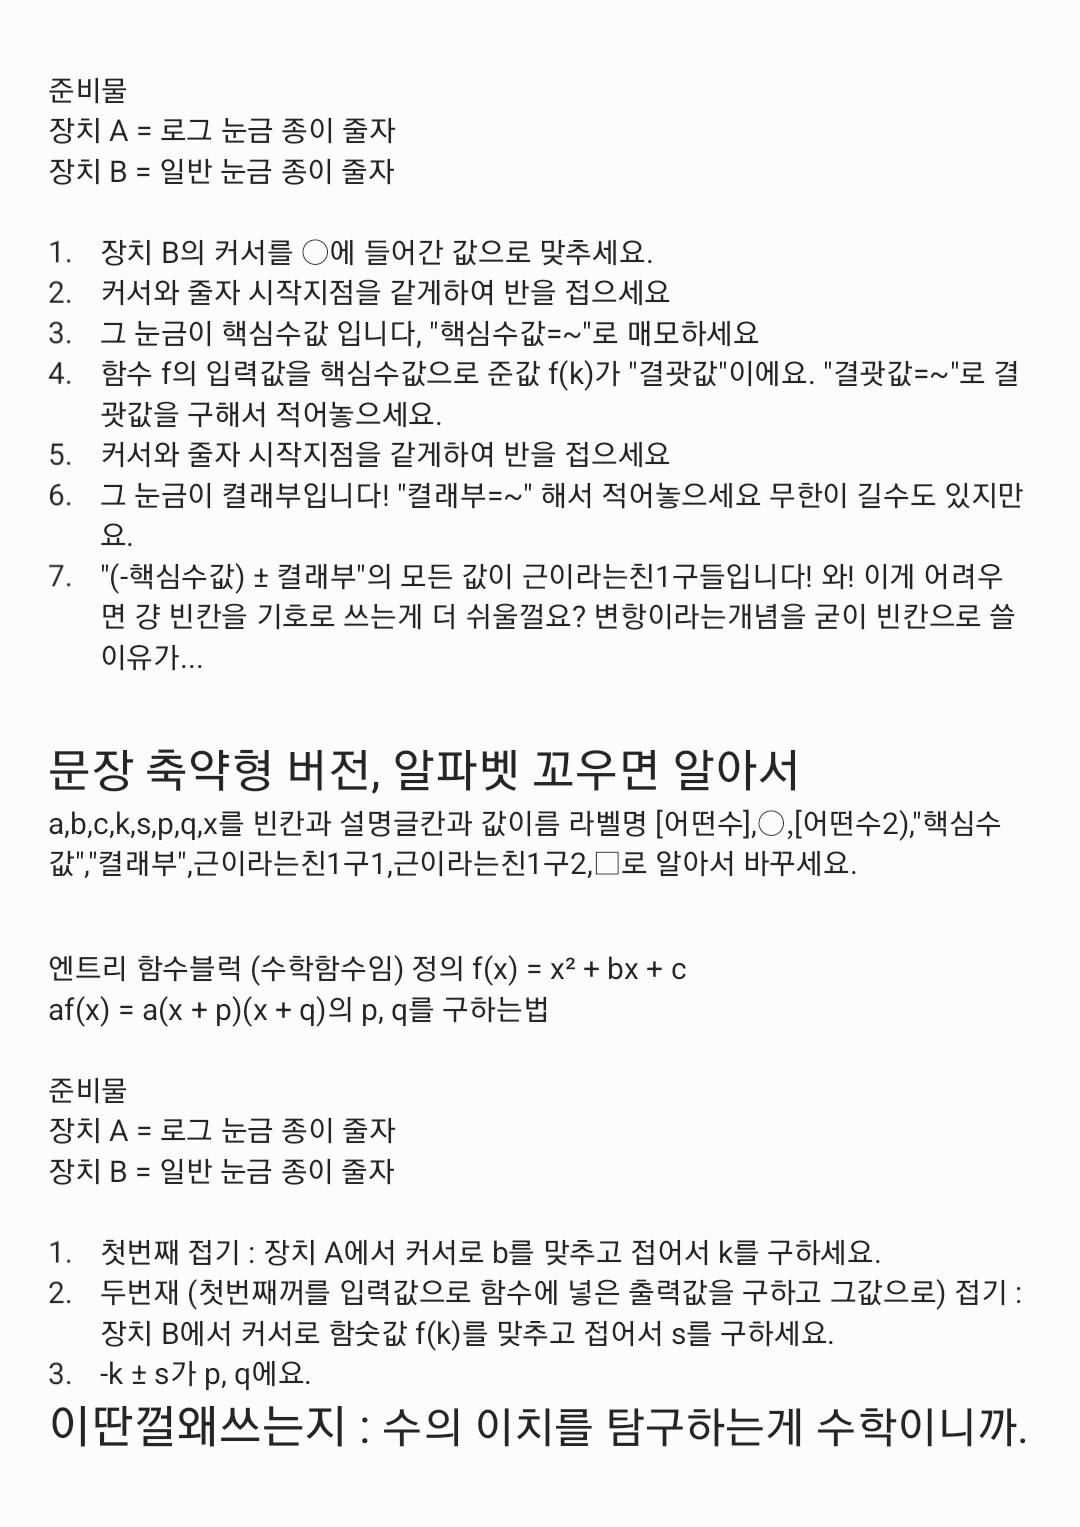 준비물
장치 A = 로그 눈금 종이 줄자
장치 B = 일반 눈금 종이 줄자
1. 장치 B의 커서를 ◯에 들어간 값으로 맞추세요.
2. 커서와 줄자 시작지점을 같게하여 반을 접으세요
3. 그 눈금이 핵심수값 입니다, "핵심수값=~"로 매모하세요
4. 함수 f의 입력값을 핵심수값으로 준값 f(k)가 "결괏값"이에요. "결괏값=~"로 결
괏값을 구해서 적어놓으세요.
5. 커서와 줄자 시작지점을 같게하여 반을 접으세요
6. 그 눈금이 켤래부입니다! "켤래부=~" 해서 적어놓으세요 무한이 길수도 있지만
요.
7. "(-핵심수값) ± 켤래부"의 모든 값이 근이라는친1구들입니다! 와! 이게 어려우
면 걍 빈칸을 기호로 쓰는게 더 쉬울껄요? 변항이라는개념을 굳이 빈칸으로 쓸
이유가...
문장 축약형 버전, 알파벳 꼬우면 알아서
a,b,c,k,s,p,q,x를 빈칸과 설명글칸과 값이름 라벨명 [어떤수],◯,[어떤수2),"핵심수
값","켤래부",근이라는친1구1,근이라는친1구2,□로 알아서 바꾸세요.
엔트리 함수블럭 (수학함수임) 정의 f(x) = x² + bx + c
af(x) = a(x + p)(x + q)의 p, q를 구하는법
준비물
장치 A = 로그 눈금 종이 줄자
장치 B = 일반 눈금 종이 줄자
1. 첫번째 접기 : 장치 A에서 커서로 b를 맞추고 접어서 k를 구하세요.
2. 두번재 (첫번째꺼를 입력값으로 함수에 넣은 출력값을 구하고 그값으로) 접기 :
장치 B에서 커서로 함숫값 f(k)를 맞추고 접어서 s를 구하세요.
3. -k ± s가 p, q에요.
이딴껄왜쓰는지 : 수의 이치를 탐구하는게 수학이니까.